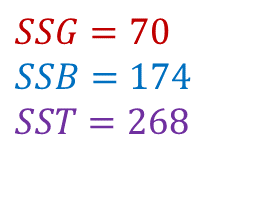 SSG = 70
SSB = 174
SST = 268